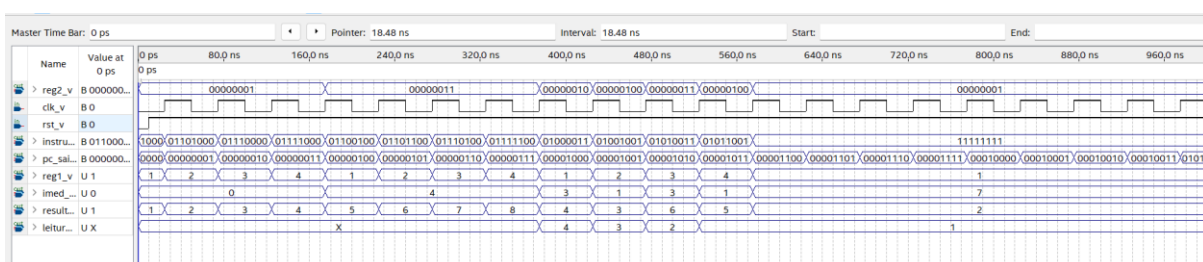 Master Time Bar: 0 ps Pointer: 18.48 ns Interval: 18.48 ns Start: End:
Name Value at 0 ps 0 ps 80,0 ns 160,0 ns 240,0 ns 320,0 ns 400,0 ns 480,0 ns 560,0 ns 640,0 ns 720,0 ns 800,0 ns 880,0 ns 960,0 ns
0 ps
> reg2_v B 000000... 00000001 00000011 00000010 00000100 00000011 00000100 00000001
clk_v B 0
rst_v B 0
> instru... B 011000... 1000 01101000 01110000 01111000 01100100 01101100 01110100 01111100 01000011 01001001 01010011 01011001 11111111
> pc_sai... B 000000... 0000 00000001 00000010 00000011 00000100 00000101 00000110 00000111 00001000 00001001 00001010 00001011 00001100 00001101 00001110 00001111 00010000 00010001 00010010 00010011 0101
> reg1_v U 1 1 2 3 4 1 2 3 4 1 2 3 4 1
> imed_... U 0 0 4 3 1 3 1 7
> result... U 1 1 2 3 4 5 6 7 8 4 3 6 5 2
> leitur... U X X 4 3 2 1